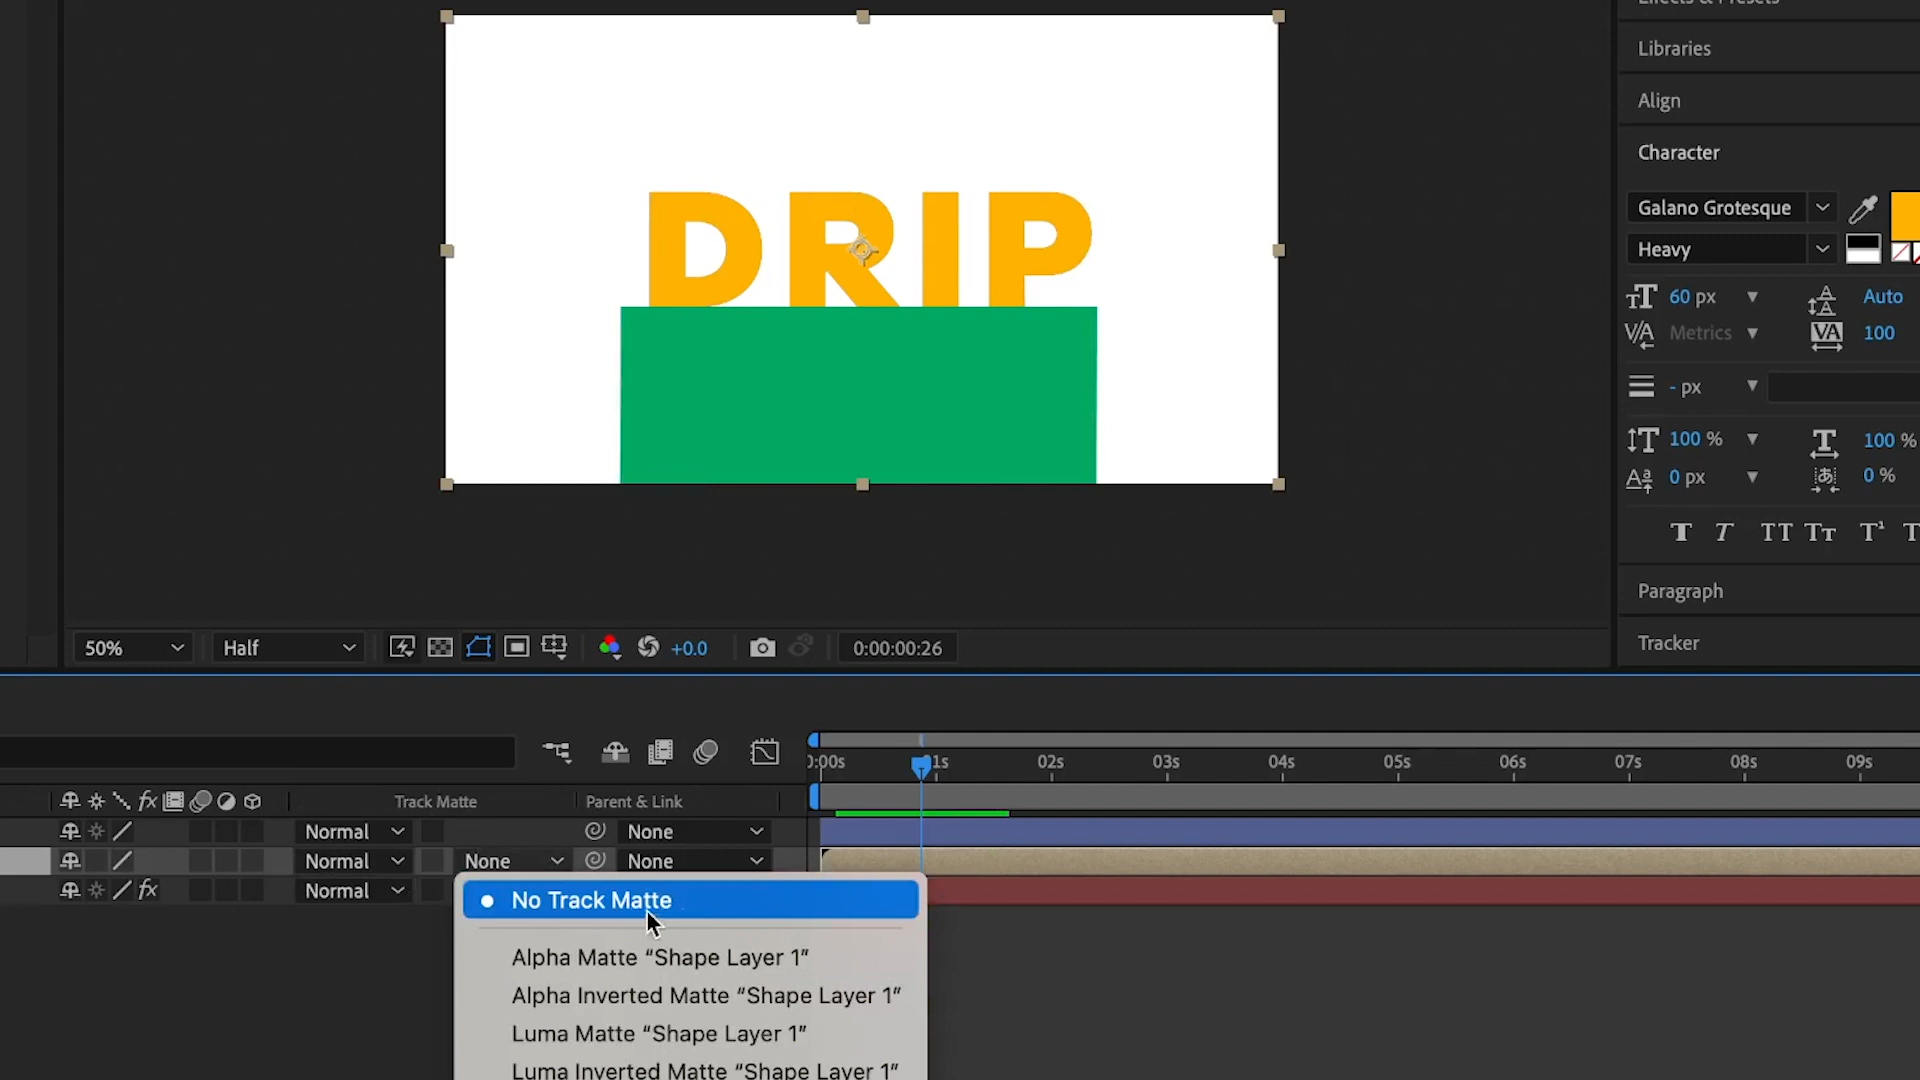 Effects & Presets
Libraries
Align
Character
DRIP
Galano Grotesque
Heavy
60 px
Auto
Metrics
100
- px
100 %
100 %
0 px
0 %
Paragraph
Tracker
50%
Half
+0.0
0:00:00:26
Track Matte
Parent & Link
0:00s
01s
02s
03s
04s
05s
06s
07s
08s
09s
Normal
None
Normal
None
None
Normal
No Track Matte
Alpha Matte “Shape Layer 1”
Alpha Inverted Matte “Shape Layer 1”
Luma Matte “Shape Layer 1”
Luma Inverted Matte “Shape Layer 1”